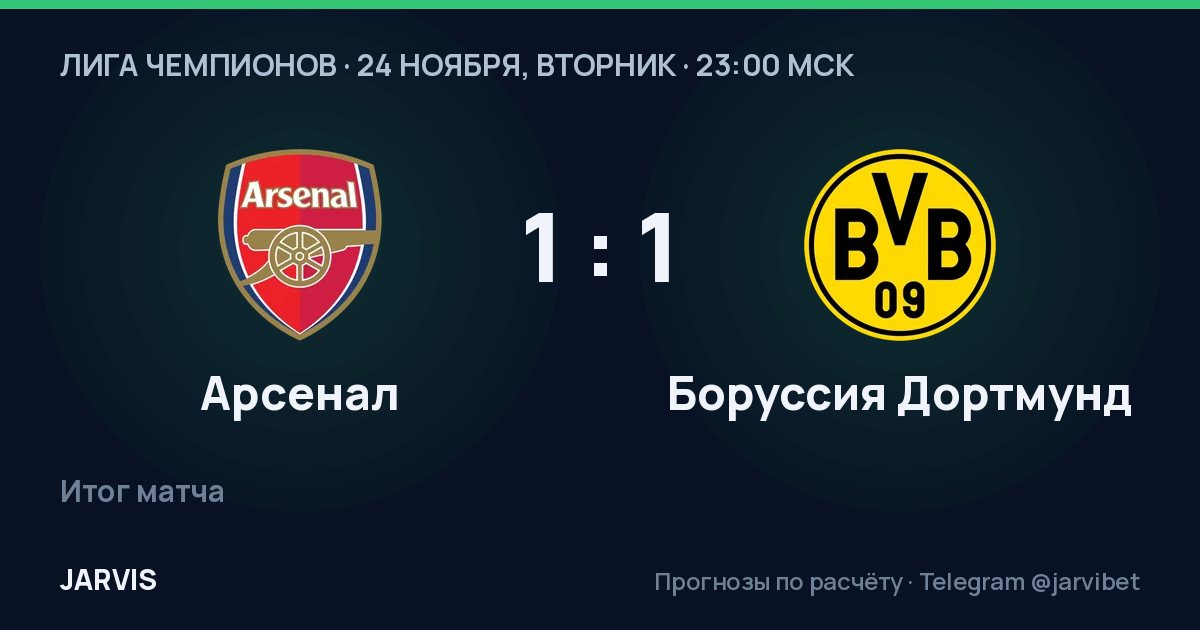 ЛИГА ЧЕМПИОНОВ · 24 НОЯБРЯ, ВТОРНИК · 23:00 МСК
Arsenal
1 : 1
BVB
09
Арсенал
Боруссия Дортмунд
Итог матча
JARVIS
Прогнозы по расчёту · Telegram @jarvibet